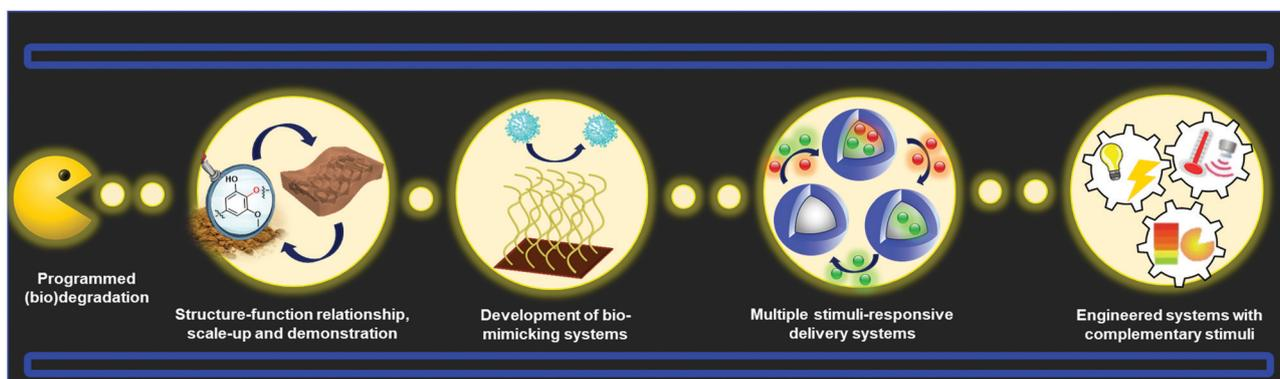 HO
O
O
Programmed
(bio)degradation
Structure-function relationship,
scale-up and demonstration
Development of bio-
mimicking systems
Multiple stimuli-responsive
delivery systems
Engineered systems with
complementary stimuli